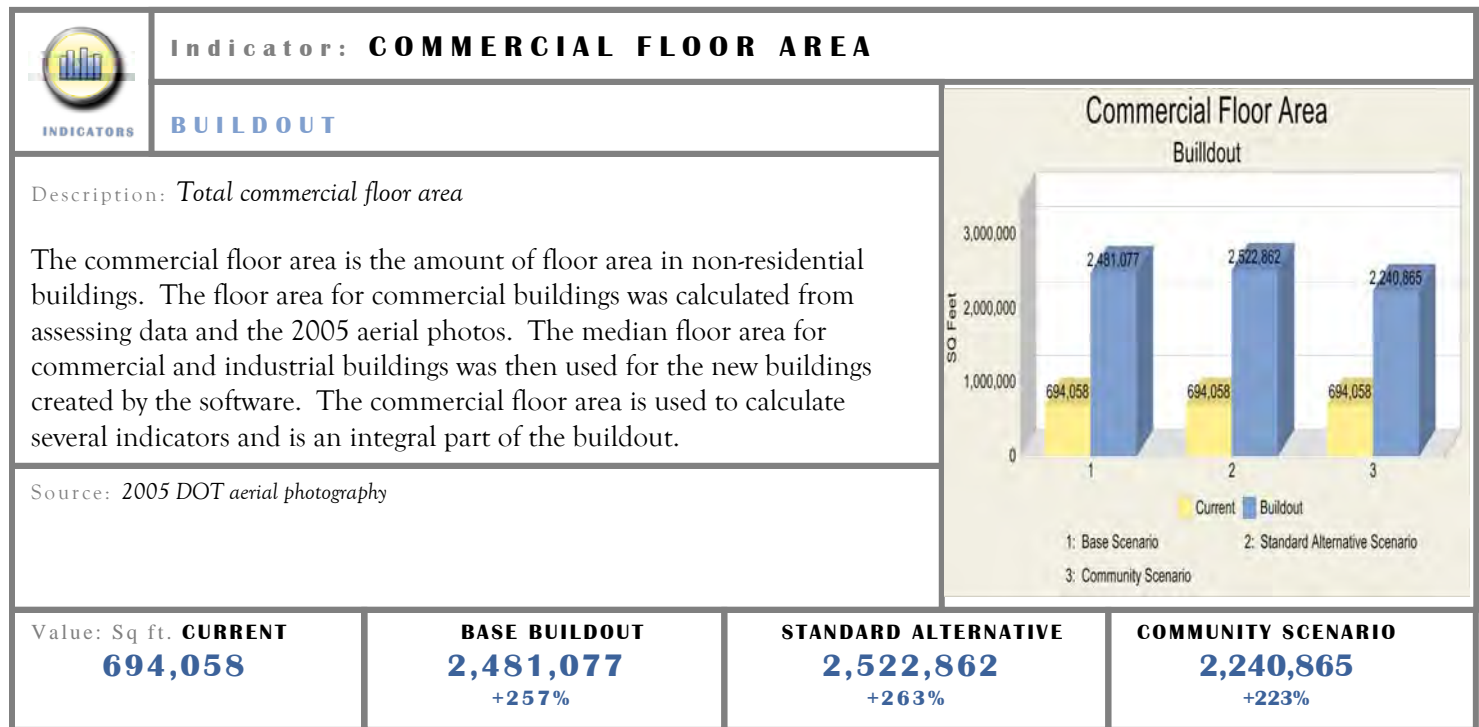 INDICATORS
Indicator: COMMERCIAL FLOOR AREA
BUILDOUT
Description: Total commercial floor area
The commercial floor area is the amount of floor area in non-residential
buildings. The floor area for commercial buildings was calculated from
assessing data and the 2005 aerial photos. The median floor area for
commercial and industrial buildings was then used for the new buildings
created by the software. The commercial floor area is used to calculate
several indicators and is an integral part of the buildout.
Source: 2005 DOT aerial photography
Commercial Floor Area
Builldout
SQ Feet
3,000,000
2,000,000
1,000,000
0
694,058
2,481,077
694,058
2,522,862
694,058
2,240,865
1
2
3
Current Buildout
1: Base Scenario 2: Standard Alternative Scenario
3: Community Scenario
Value: Sq ft. CURRENT
694,058
BASE BUILDOUT
2,481,077
+257%
STANDARD ALTERNATIVE
2,522,862
+263%
COMMUNITY SCENARIO
2,240,865
+223%